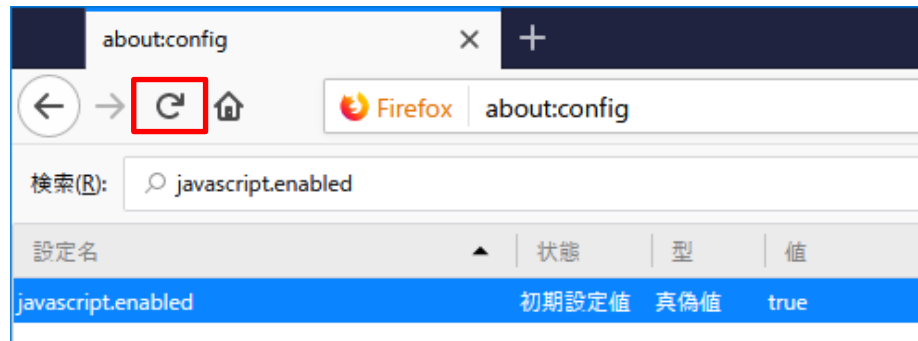 about:config
Firefox about:config
検索(R): javascript.enabled
設定名 状態 型 値
javascript.enabled 初期設定値 真偽値 true